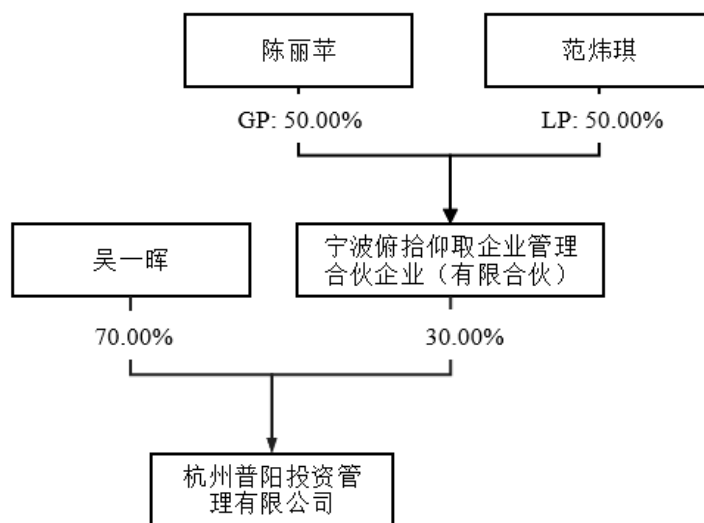 陈丽苹
范炜琪
GP: 50.00%
LP: 50.00%
吴一晖
宁波俯拾仰取企业管理
合伙企业（有限合伙）
70.00%
30.00%
杭州普阳投资管
理有限公司